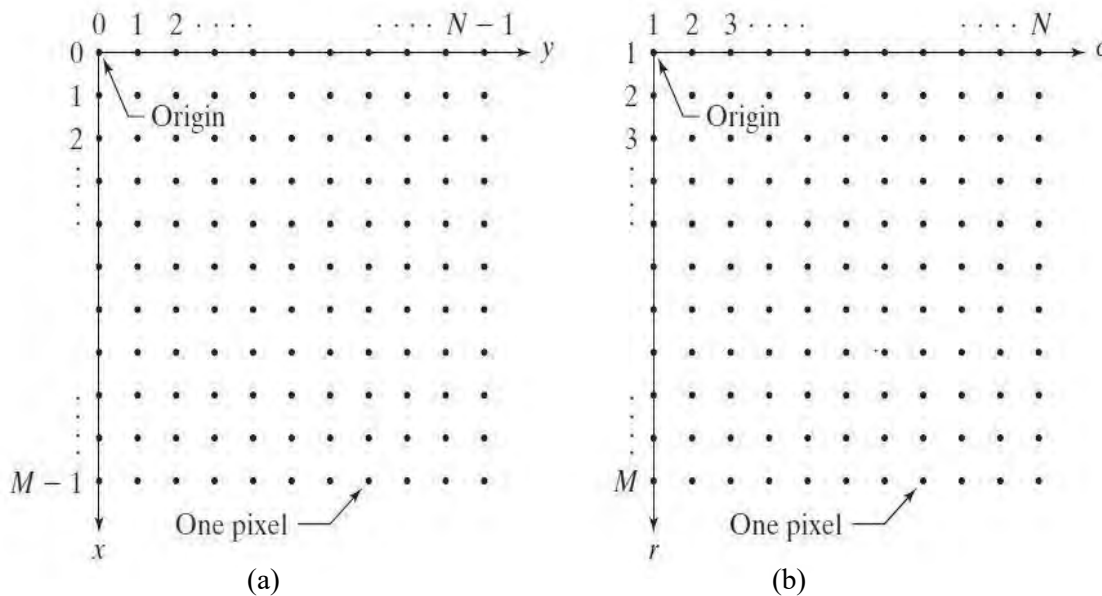 0 1 2 ····· ····· N − 1
0 y
1
Origin
2
M − 1
One pixel
x
(a)
1 2 3 ····· ···· N
1
2
Origin
3
M
One pixel
r
(b)